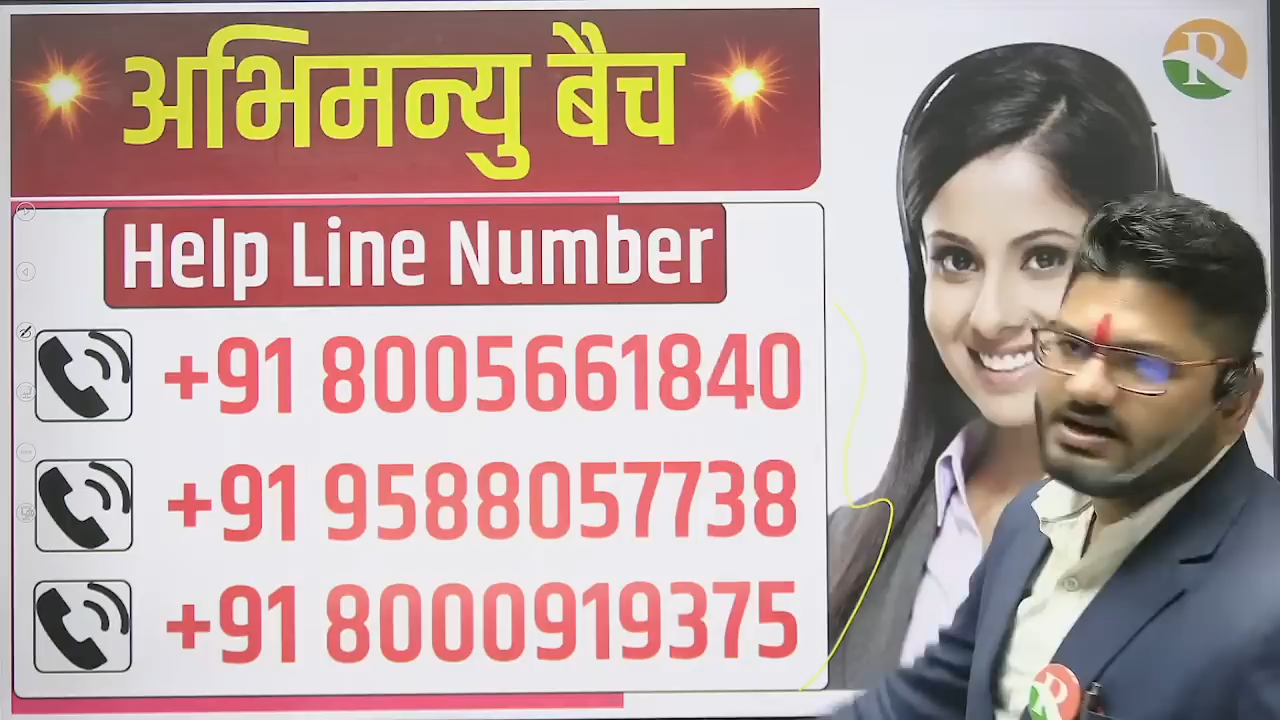 अभिमन्यु बैच
R
Help Line Number
+91 8005661840
+91 9588057738
+91 8000919375
R